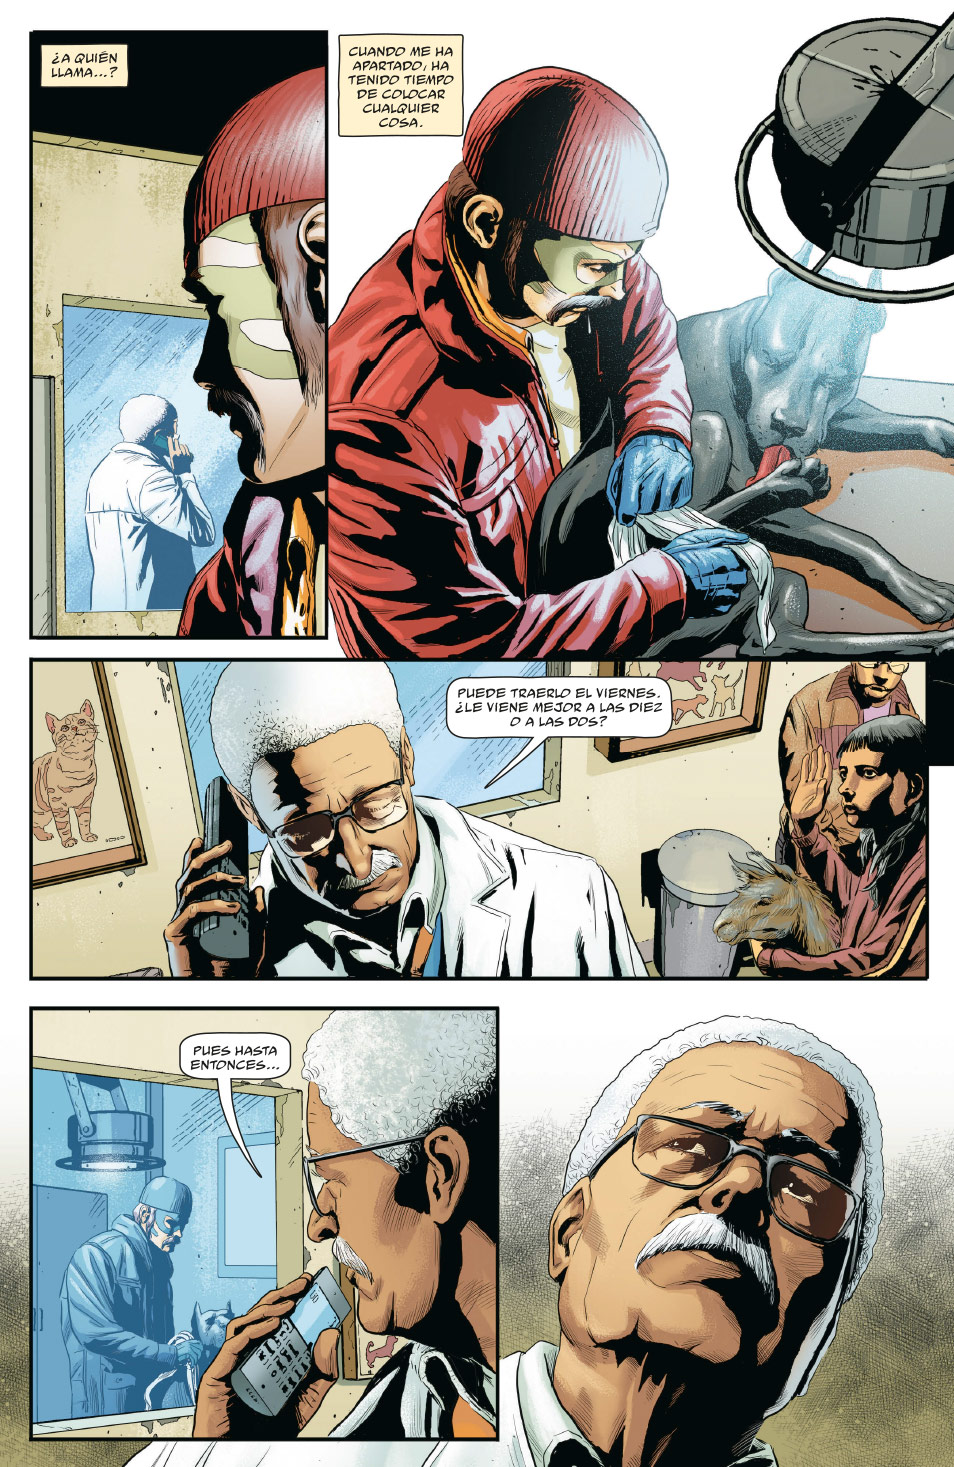 ¿A QUIÉN
LLAMA...?
CUANDO ME HA
APARTADO, HA
TENIDO TIEMPO
DE COLOCAR
CUALQUIER
COSA.
PUEDE TRAERLO EL VIERNES.
¿LE VIENE MEJOR A LAS DIEZ
O A LAS DOS?
PUES HASTA
ENTONCES...